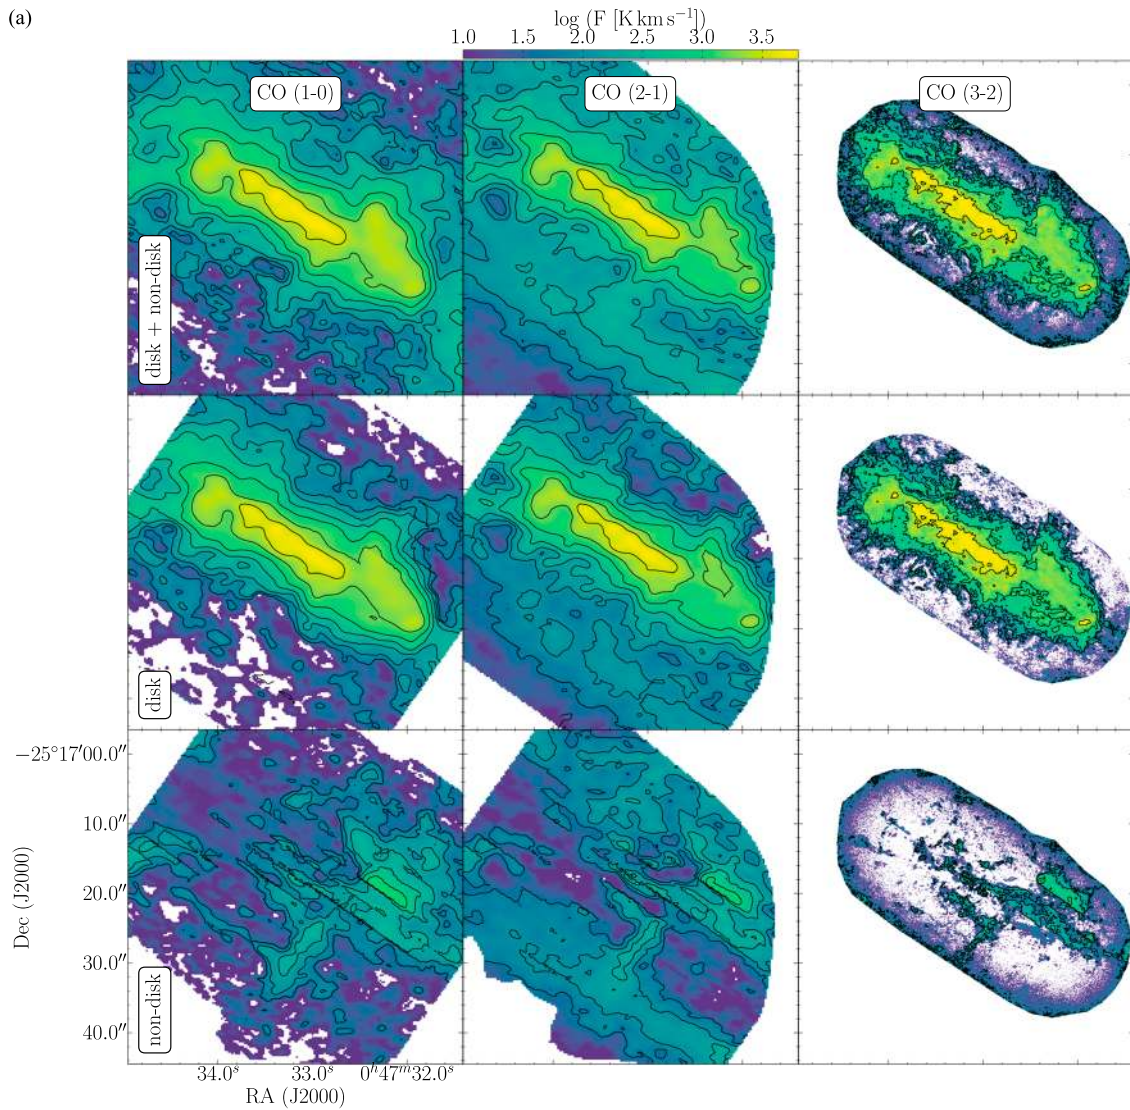 (a)
log (F [K km s⁻¹])
1.0 1.5 2.0 2.5 3.0 3.5
CO (1-0) CO (2-1) CO (3-2)
disk + non-disk
disk
non-disk
−25°17′00.0″
10.0″
20.0″
30.0″
40.0″
Dec (J2000)
34.0ˢ 33.0ˢ 0ʰ47ᵐ32.0ˢ
RA (J2000)